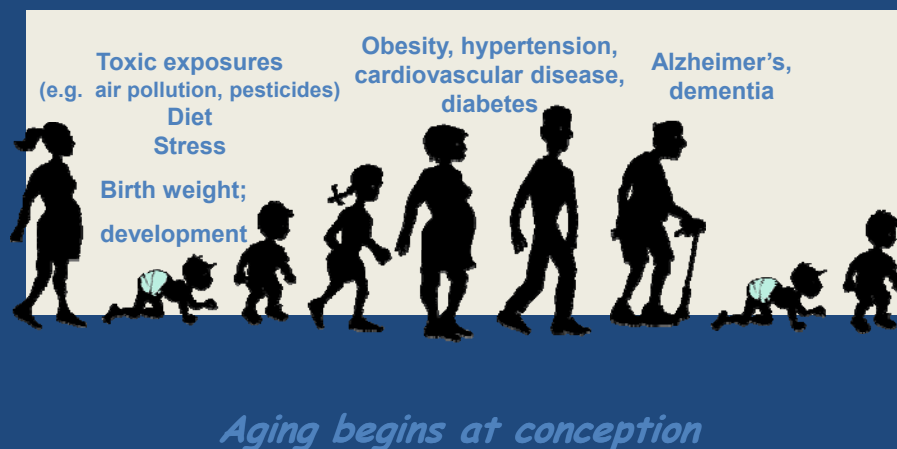 Toxic exposures
(e.g. air pollution, pesticides)
Diet
Stress
Birth weight;
development
Obesity, hypertension,
cardiovascular disease,
diabetes
Alzheimer's,
dementia
Aging begins at conception